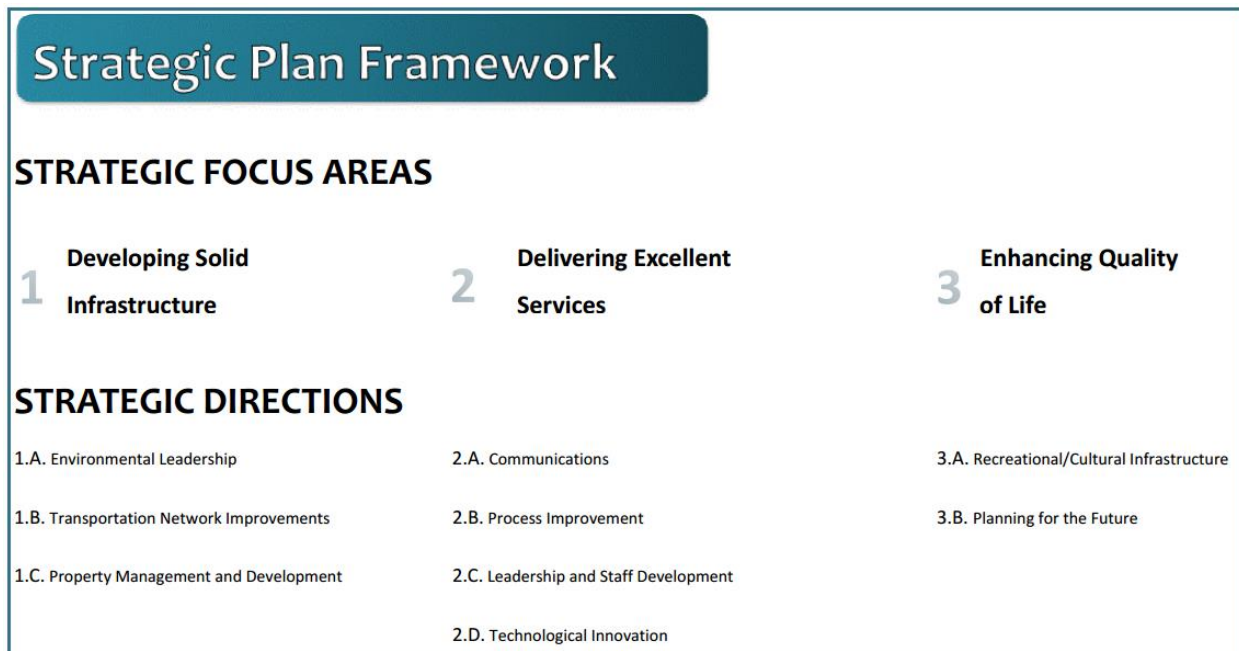 Strategic Plan Framework
STRATEGIC FOCUS AREAS
1 Developing Solid
Infrastructure
2 Delivering Excellent
Services
3 Enhancing Quality
of Life
STRATEGIC DIRECTIONS
1.A. Environmental Leadership
1.B. Transportation Network Improvements
1.C. Property Management and Development
2.A. Communications
2.B. Process Improvement
2.C. Leadership and Staff Development
2.D. Technological Innovation
3.A. Recreational/Cultural Infrastructure
3.B. Planning for the Future